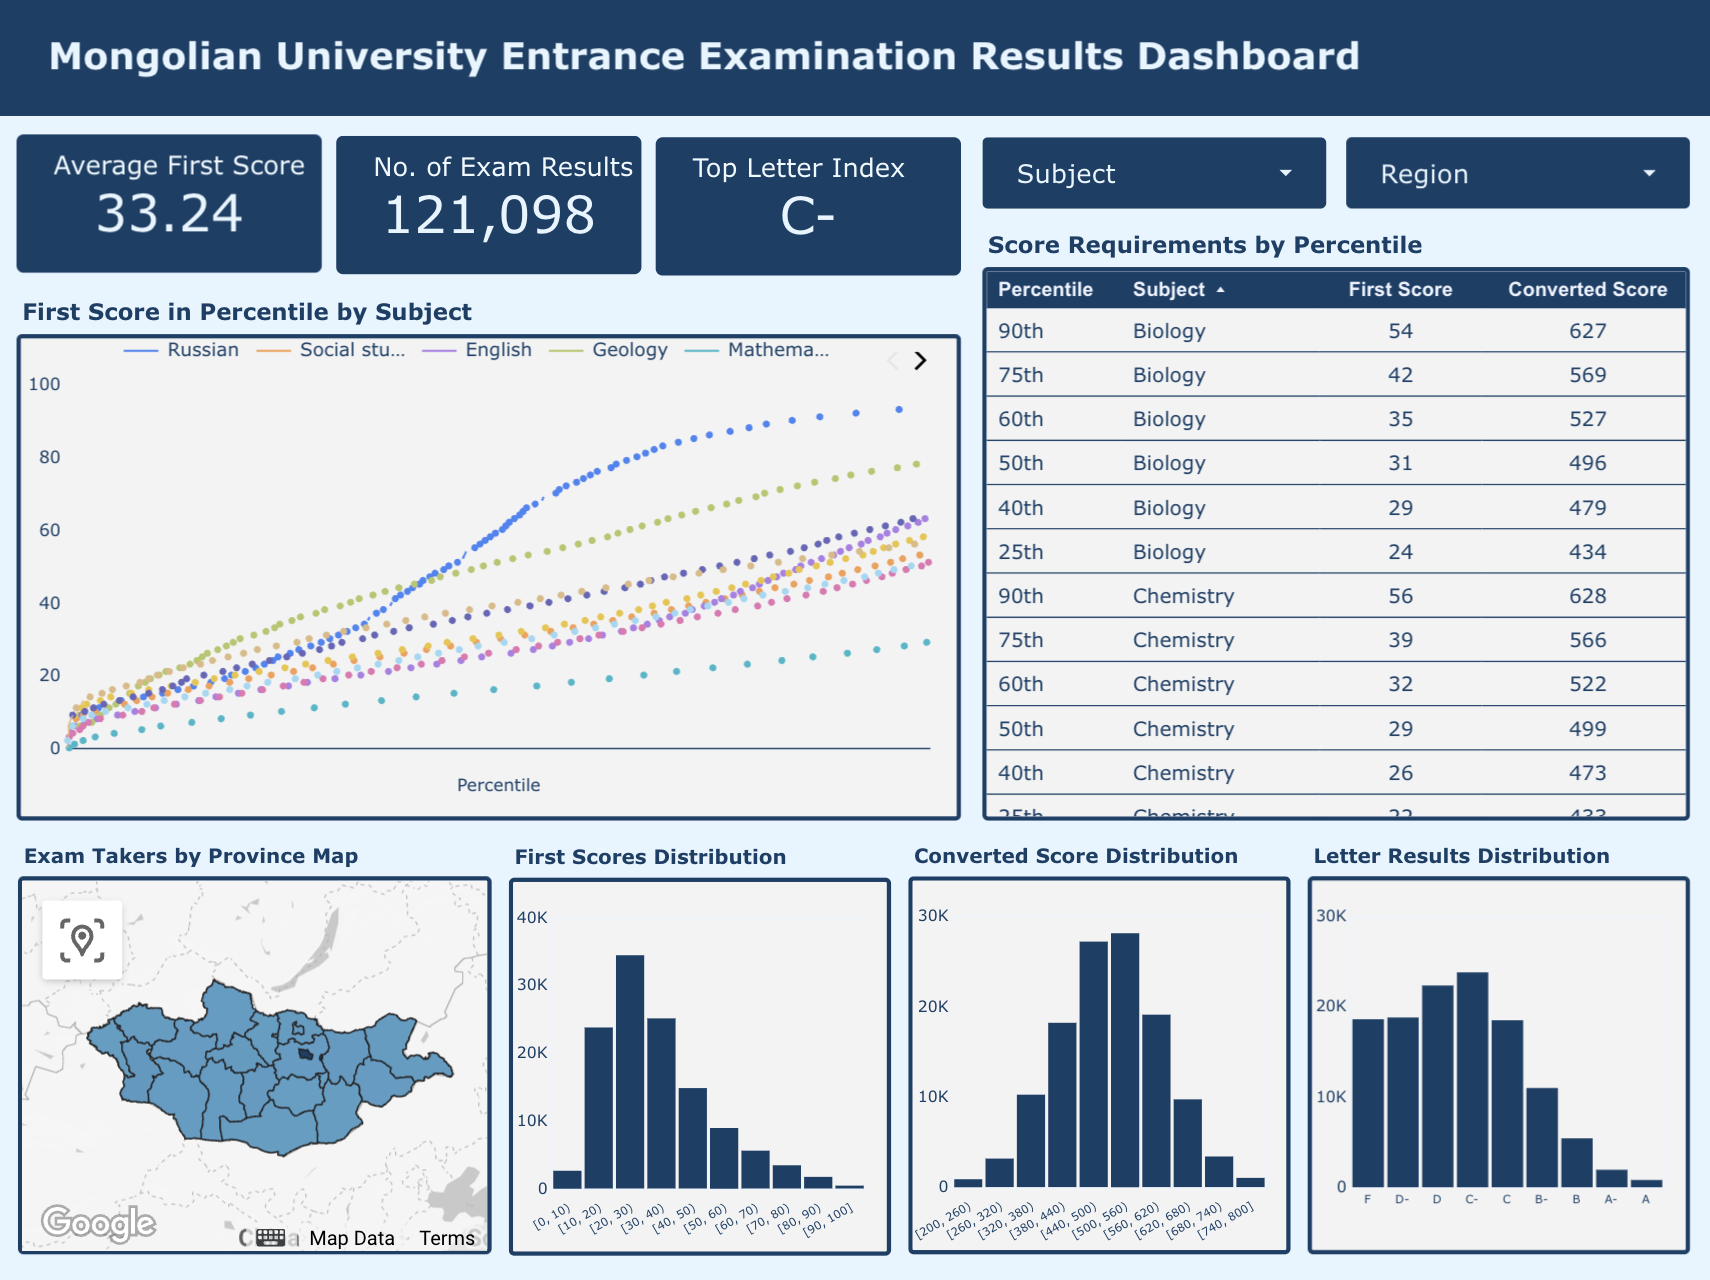 Mongolian University Entrance Examination Results Dashboard
Average First Score
33.24
No. of Exam Results
121,098
Top Letter Index
C-
Subject
Region
First Score in Percentile by Subject
Russian Social stu... English Geology Mathema...
100
80
60
40
20
0
Percentile
Score Requirements by Percentile
Percentile Subject First Score Converted Score
90th Biology 54 627
75th Biology 42 569
60th Biology 35 527
50th Biology 31 496
40th Biology 29 479
25th Biology 24 434
90th Chemistry 56 628
75th Chemistry 39 566
60th Chemistry 32 522
50th Chemistry 29 499
40th Chemistry 26 473
25th Chemistry 22 433
Exam Takers by Province Map
Google
Map Data Terms
First Scores Distribution
40K
30K
20K
10K
0
[0, 10) [10, 20) [20, 30) [30, 40) [40, 50) [50, 60) [60, 70) [70, 80) [80, 90) [90, 100]
Converted Score Distribution
30K
20K
10K
0
[200, 260) [260, 320) [320, 380) [380, 440) [440, 500) [500, 560) [560, 620) [620, 680) [680, 740) [740, 800]
Letter Results Distribution
30K
20K
10K
0
F D- D C- C B- B A- A